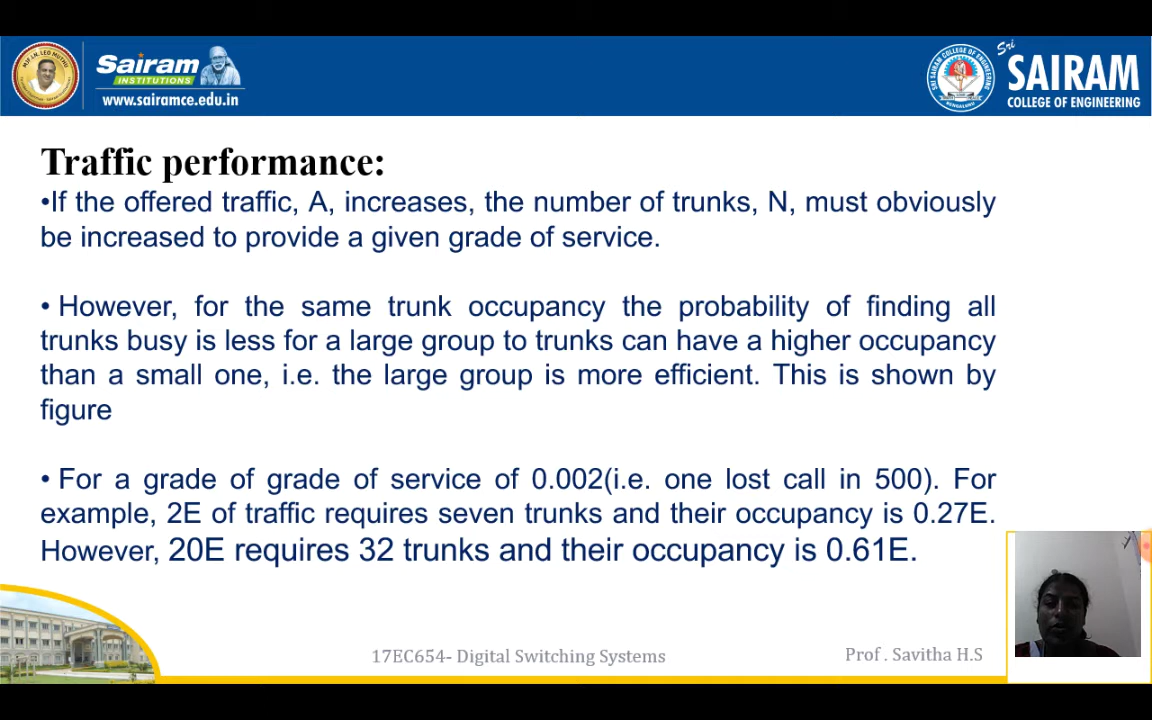 Sairam
INSTITUTIONS
www.sairamce.edu.in
Sri
SAIRAM
COLLEGE OF ENGINEERING
Traffic performance:
•If the offered traffic, A, increases, the number of trunks, N, must obviously
be increased to provide a given grade of service.
• However, for the same trunk occupancy the probability of finding all
trunks busy is less for a large group to trunks can have a higher occupancy
than a small one, i.e. the large group is more efficient. This is shown by
figure
• For a grade of grade of service of 0.002(i.e. one lost call in 500). For
example, 2E of traffic requires seven trunks and their occupancy is 0.27E.
However, 20E requires 32 trunks and their occupancy is 0.61E.
17EC654- Digital Switching Systems
Prof . Savitha H.S